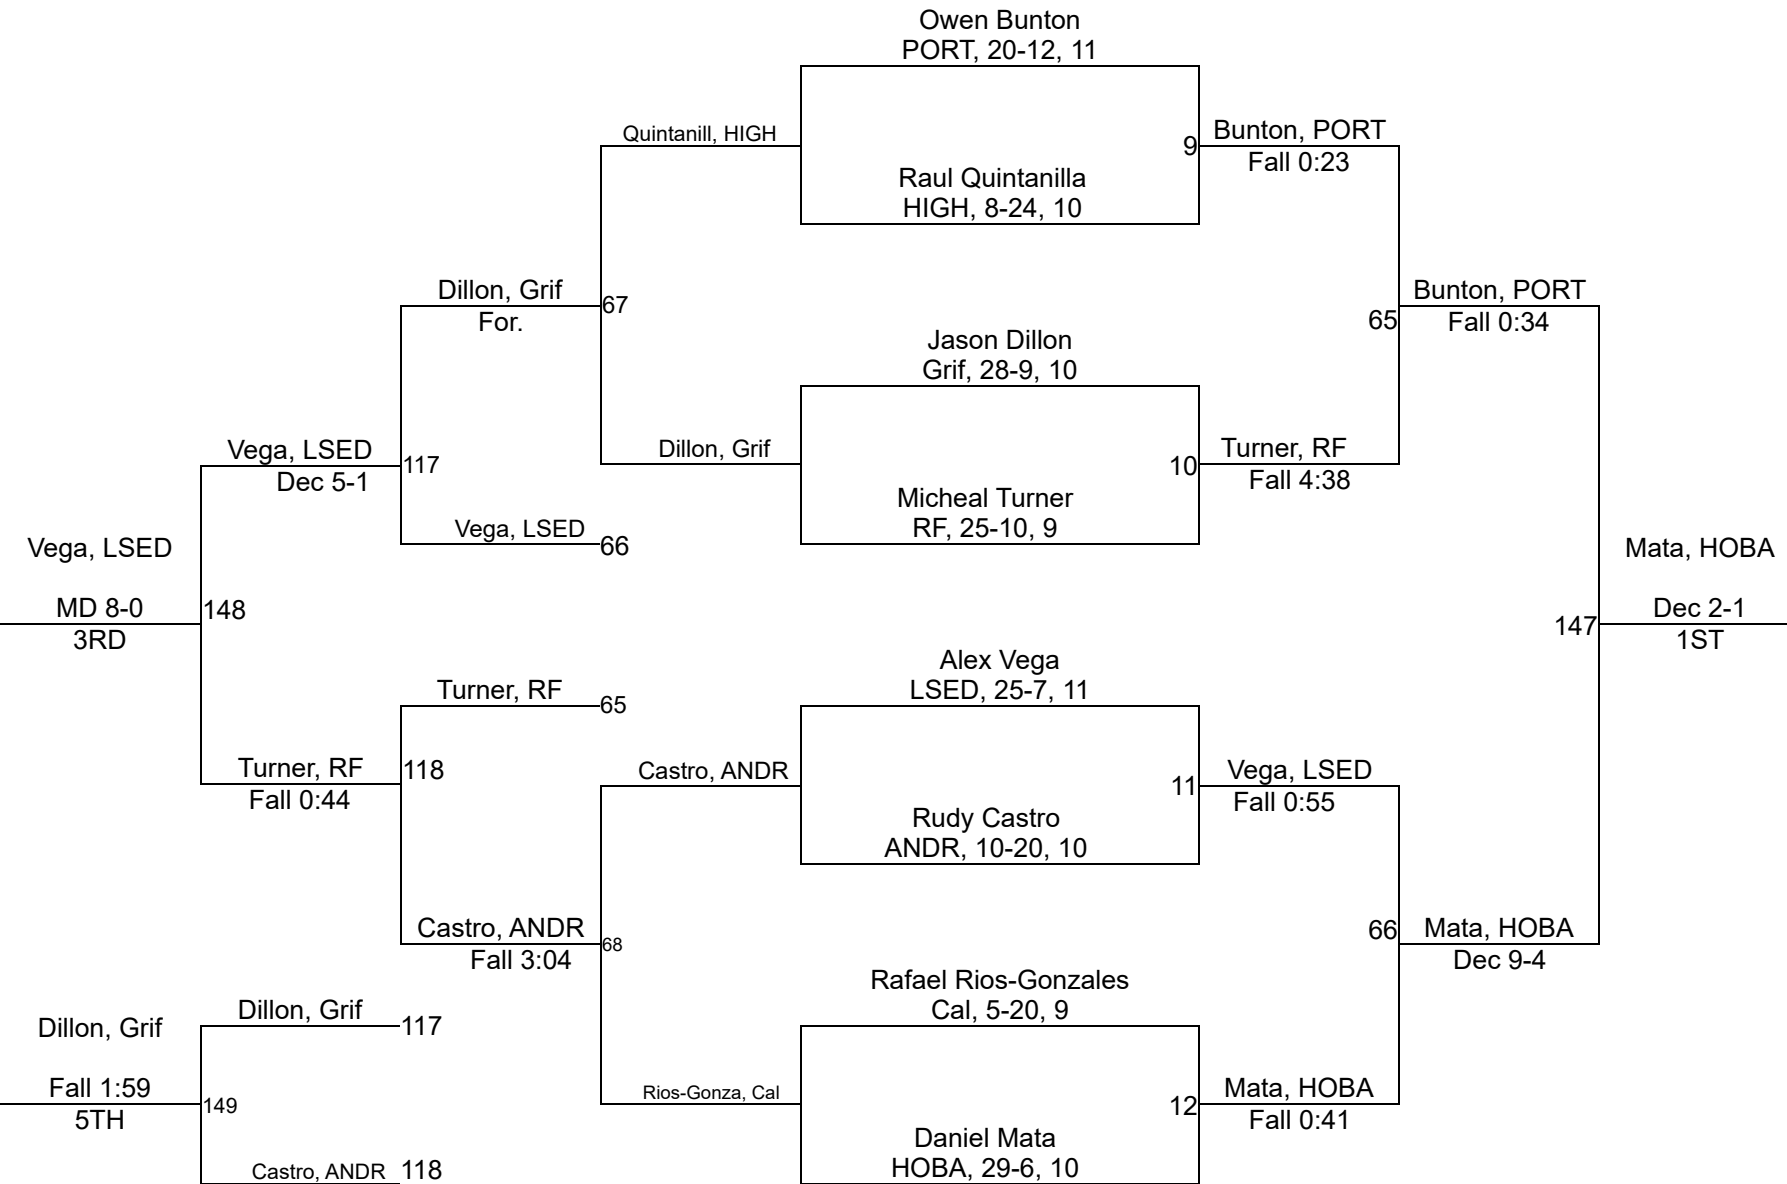 Owen Bunton
PORT, 20-12, 11
Quintanill, HIGH
9
Bunton, PORT
Fall 0:23
Raul Quintanilla
HIGH, 8-24, 10
Dillon, Grif
For.
67
Bunton, PORT
Fall 0:34
65
Jason Dillon
Grif, 28-9, 10
Vega, LSED
Dec 5-1
117
Dillon, Grif
10
Turner, RF
Fall 4:38
Micheal Turner
RF, 25-10, 9
Vega, LSED
66
Vega, LSED
MD 8-0
3RD
148
Mata, HOBA
Dec 2-1
1ST
147
Alex Vega
LSED, 25-7, 11
Turner, RF
65
Turner, RF
Fall 0:44
118
Castro, ANDR
11
Vega, LSED
Fall 0:55
Rudy Castro
ANDR, 10-20, 10
Castro, ANDR
Fall 3:04
68
66
Mata, HOBA
Dec 9-4
Rafael Rios-Gonzales
Cal, 5-20, 9
Dillon, Grif
117
Dillon, Grif
Fall 1:59
5TH
149
Rios-Gonza, Cal
12
Mata, HOBA
Fall 0:41
Daniel Mata
HOBA, 29-6, 10
Castro, ANDR
118